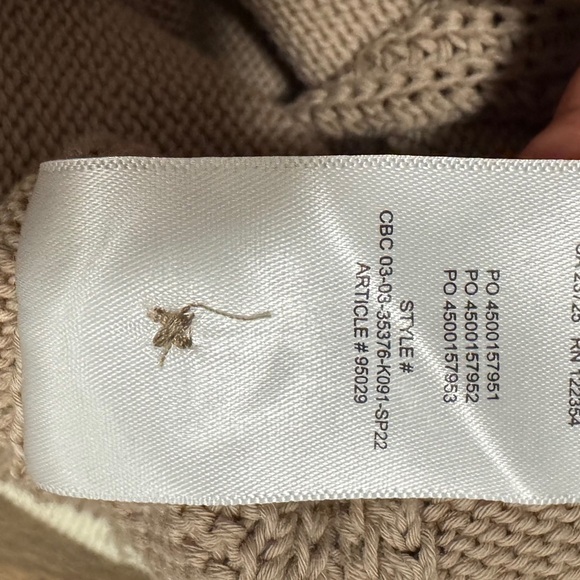 RN 122354
PO 4500157951
PO 4500157952
PO 4500157953
STYLE #
CBC 03-03-35376-K091-SP22
ARTICLE # 95029